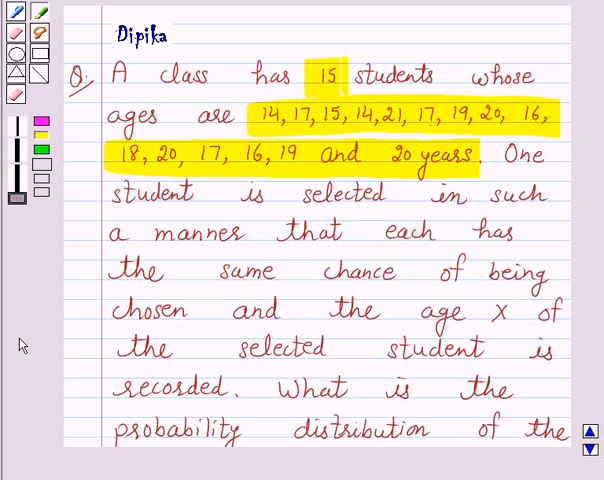 Dipika
Q. A class has 15 students whose
ages are 14, 17, 15, 14, 21, 17, 19, 20, 16,
18, 20, 17, 16, 19 and 20 years. One
student is selected in such
a manner that each has
the same chance of being
chosen and the age X of
the selected student is
recorded. What is the
probability distribution of the